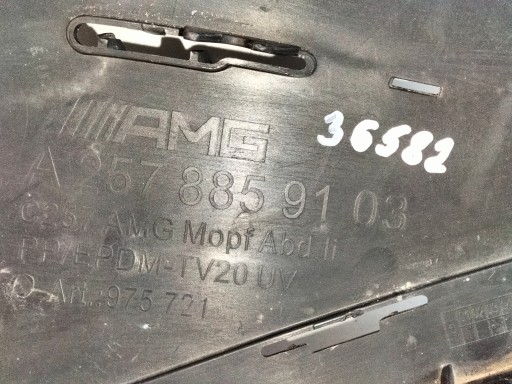 AMG 36582
A 257 885 91 03
C257 AMG Mopf Abd li
PP/EPDM-TV20 UV
O-Art.:975 721